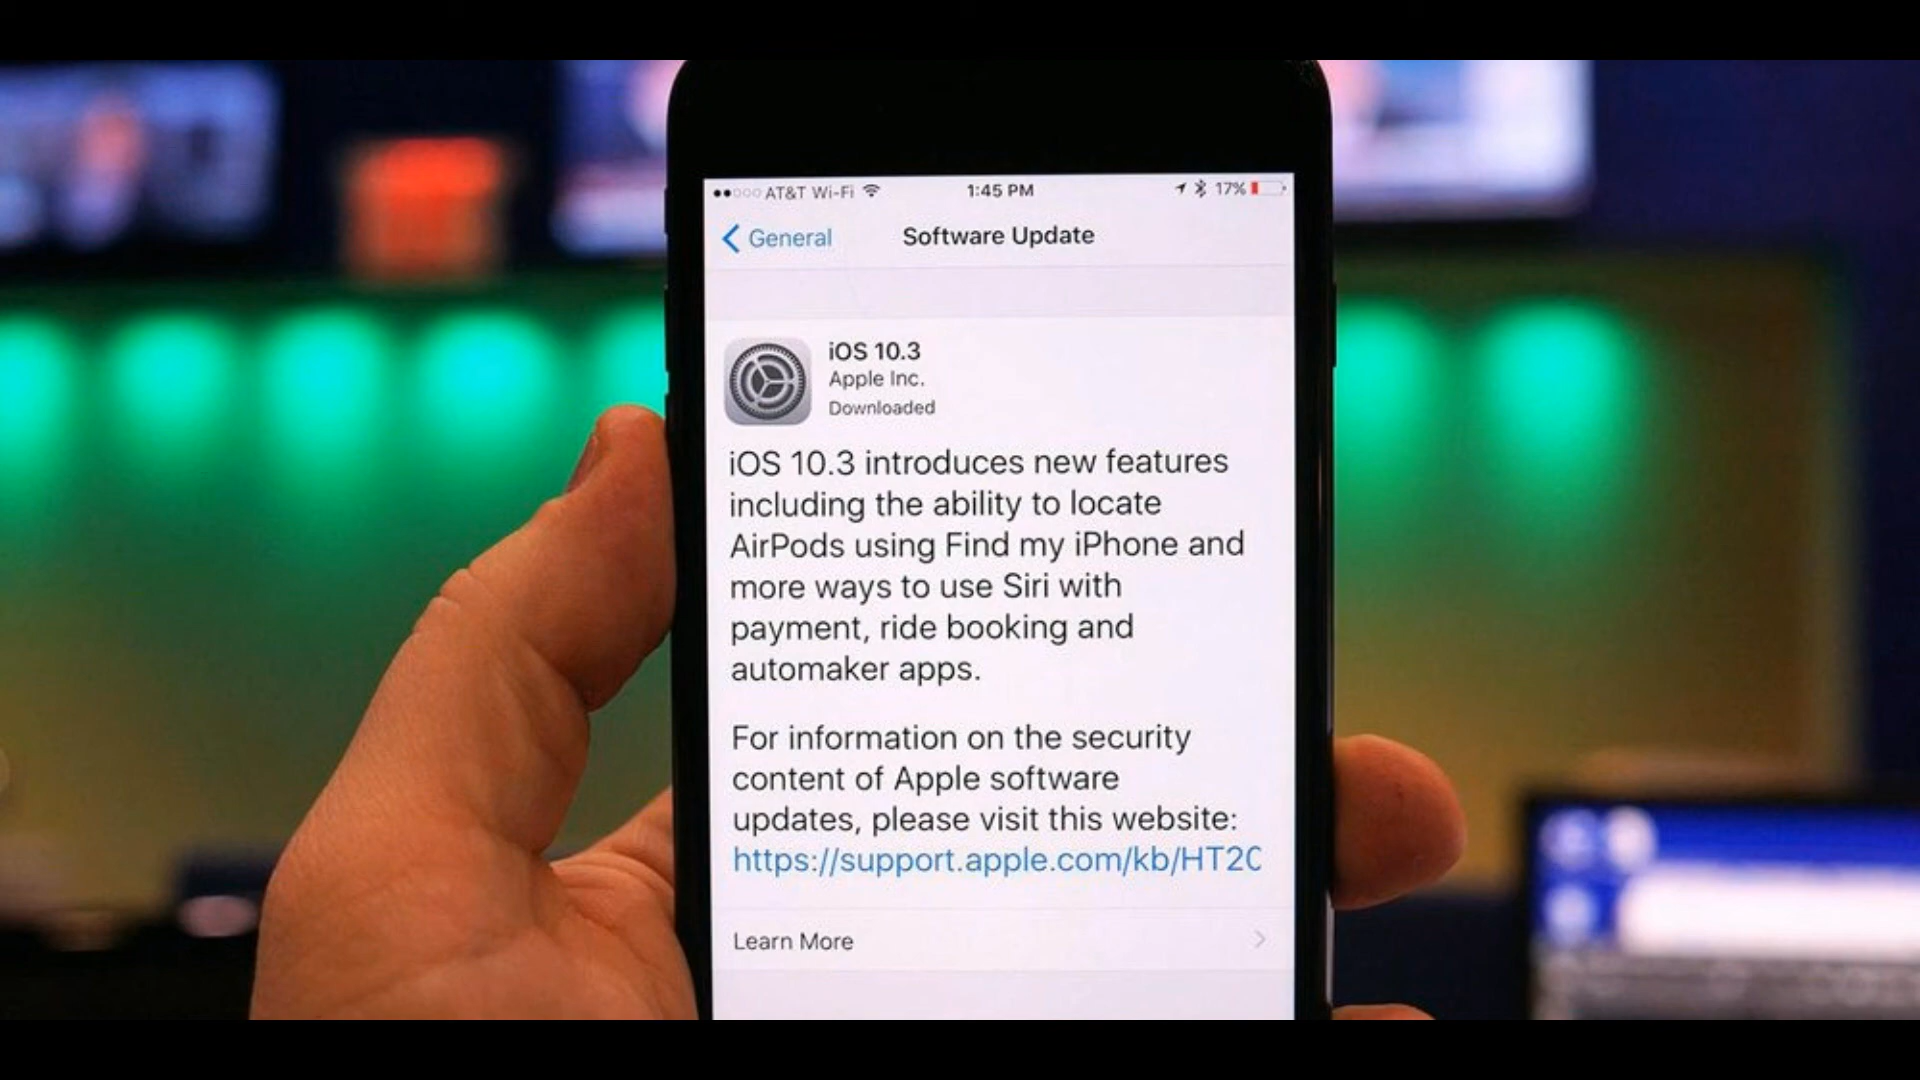 AT&T Wi-Fi 1:45 PM 17%
General Software Update
iOS 10.3
Apple Inc.
Downloaded
iOS 10.3 introduces new features
including the ability to locate
AirPods using Find my iPhone and
more ways to use Siri with
payment, ride booking and
automaker apps.
For information on the security
content of Apple software
updates, please visit this website:
https://support.apple.com/kb/HT2
Learn More